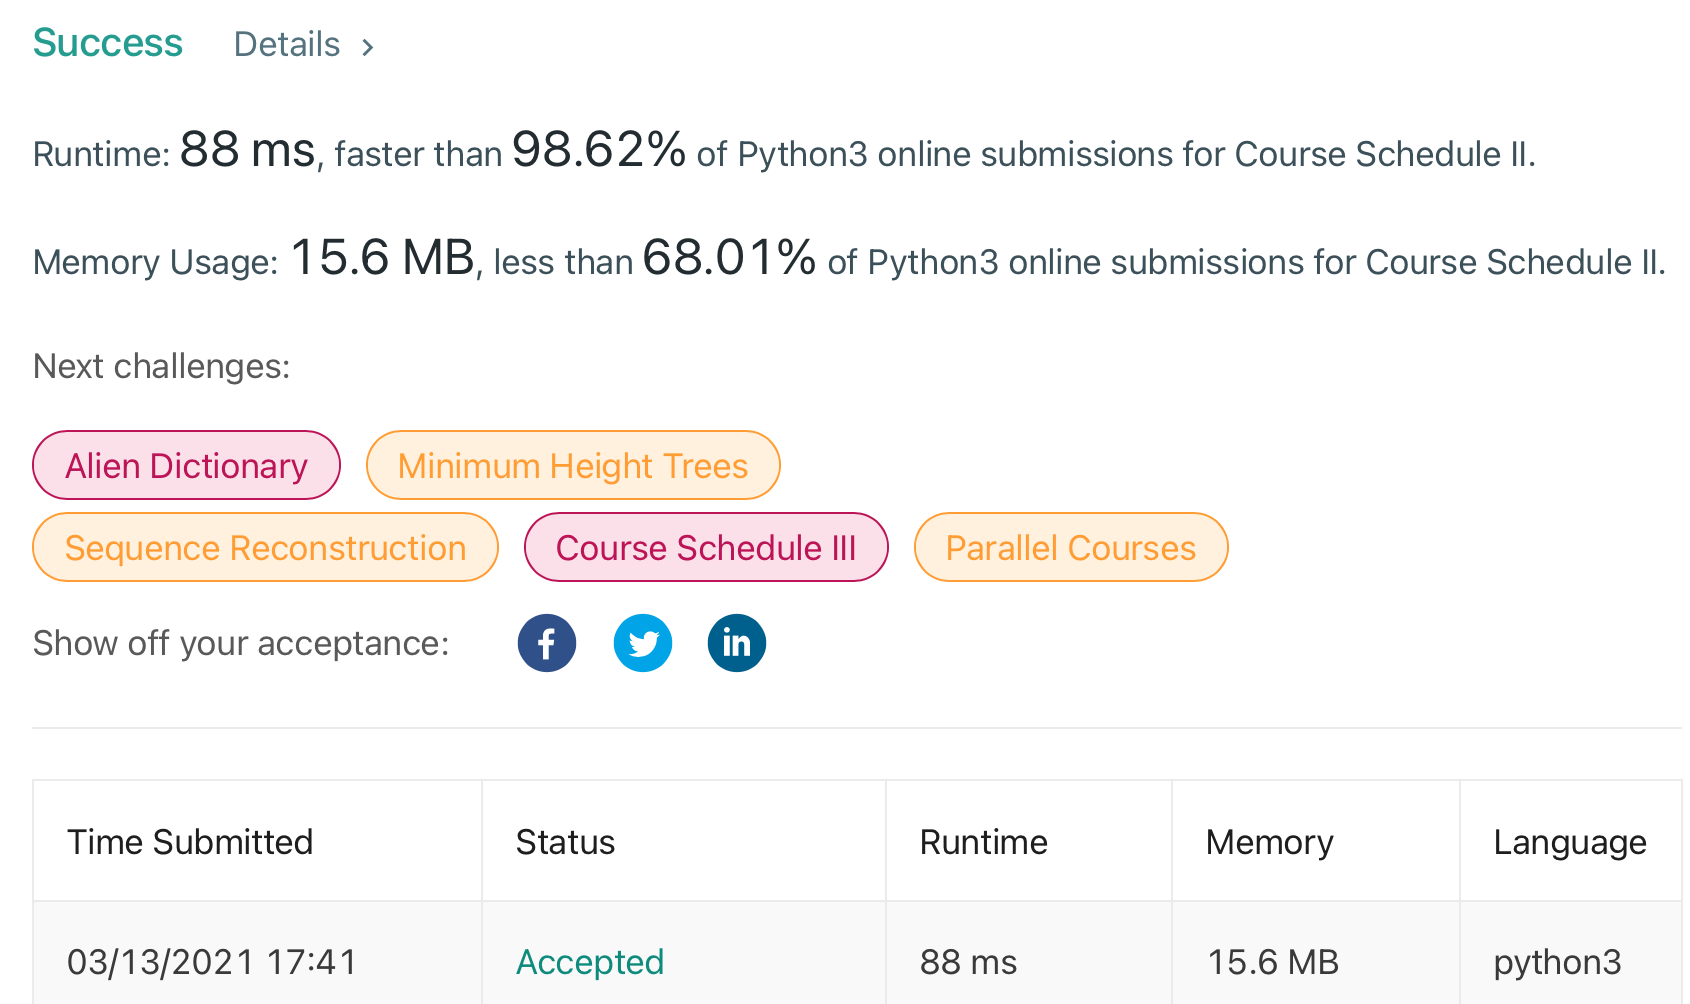 Success Details >
Runtime: 88 ms, faster than 98.62% of Python3 online submissions for Course Schedule II.
Memory Usage: 15.6 MB, less than 68.01% of Python3 online submissions for Course Schedule II.
Next challenges:
Alien Dictionary Minimum Height Trees
Sequence Reconstruction Course Schedule III Parallel Courses
Show off your acceptance: f in
Time Submitted Status Runtime Memory Language
03/13/2021 17:41 Accepted 88 ms 15.6 MB python3